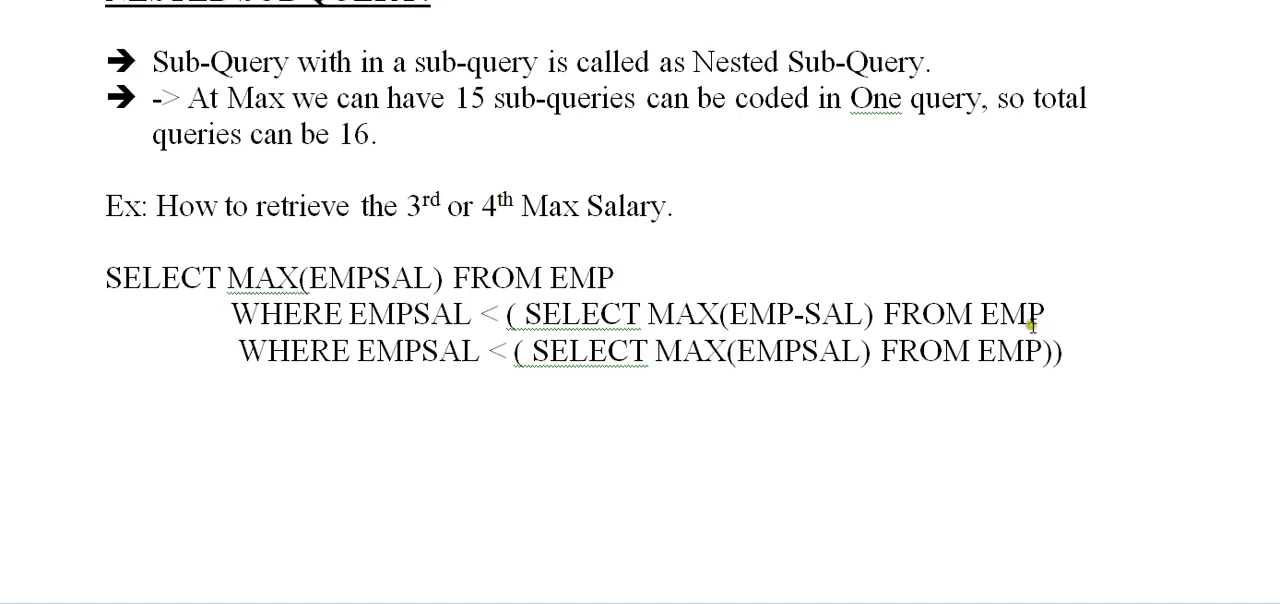 ➔ Sub-Query with in a sub-query is called as Nested Sub-Query.
➔ -> At Max we can have 15 sub-queries can be coded in One query, so total
queries can be 16.
Ex: How to retrieve the 3rd or 4th Max Salary.
SELECT MAX(EMPSAL) FROM EMP
WHERE EMPSAL < ( SELECT MAX(EMP-SAL) FROM EMP
WHERE EMPSAL < ( SELECT MAX(EMPSAL) FROM EMP))